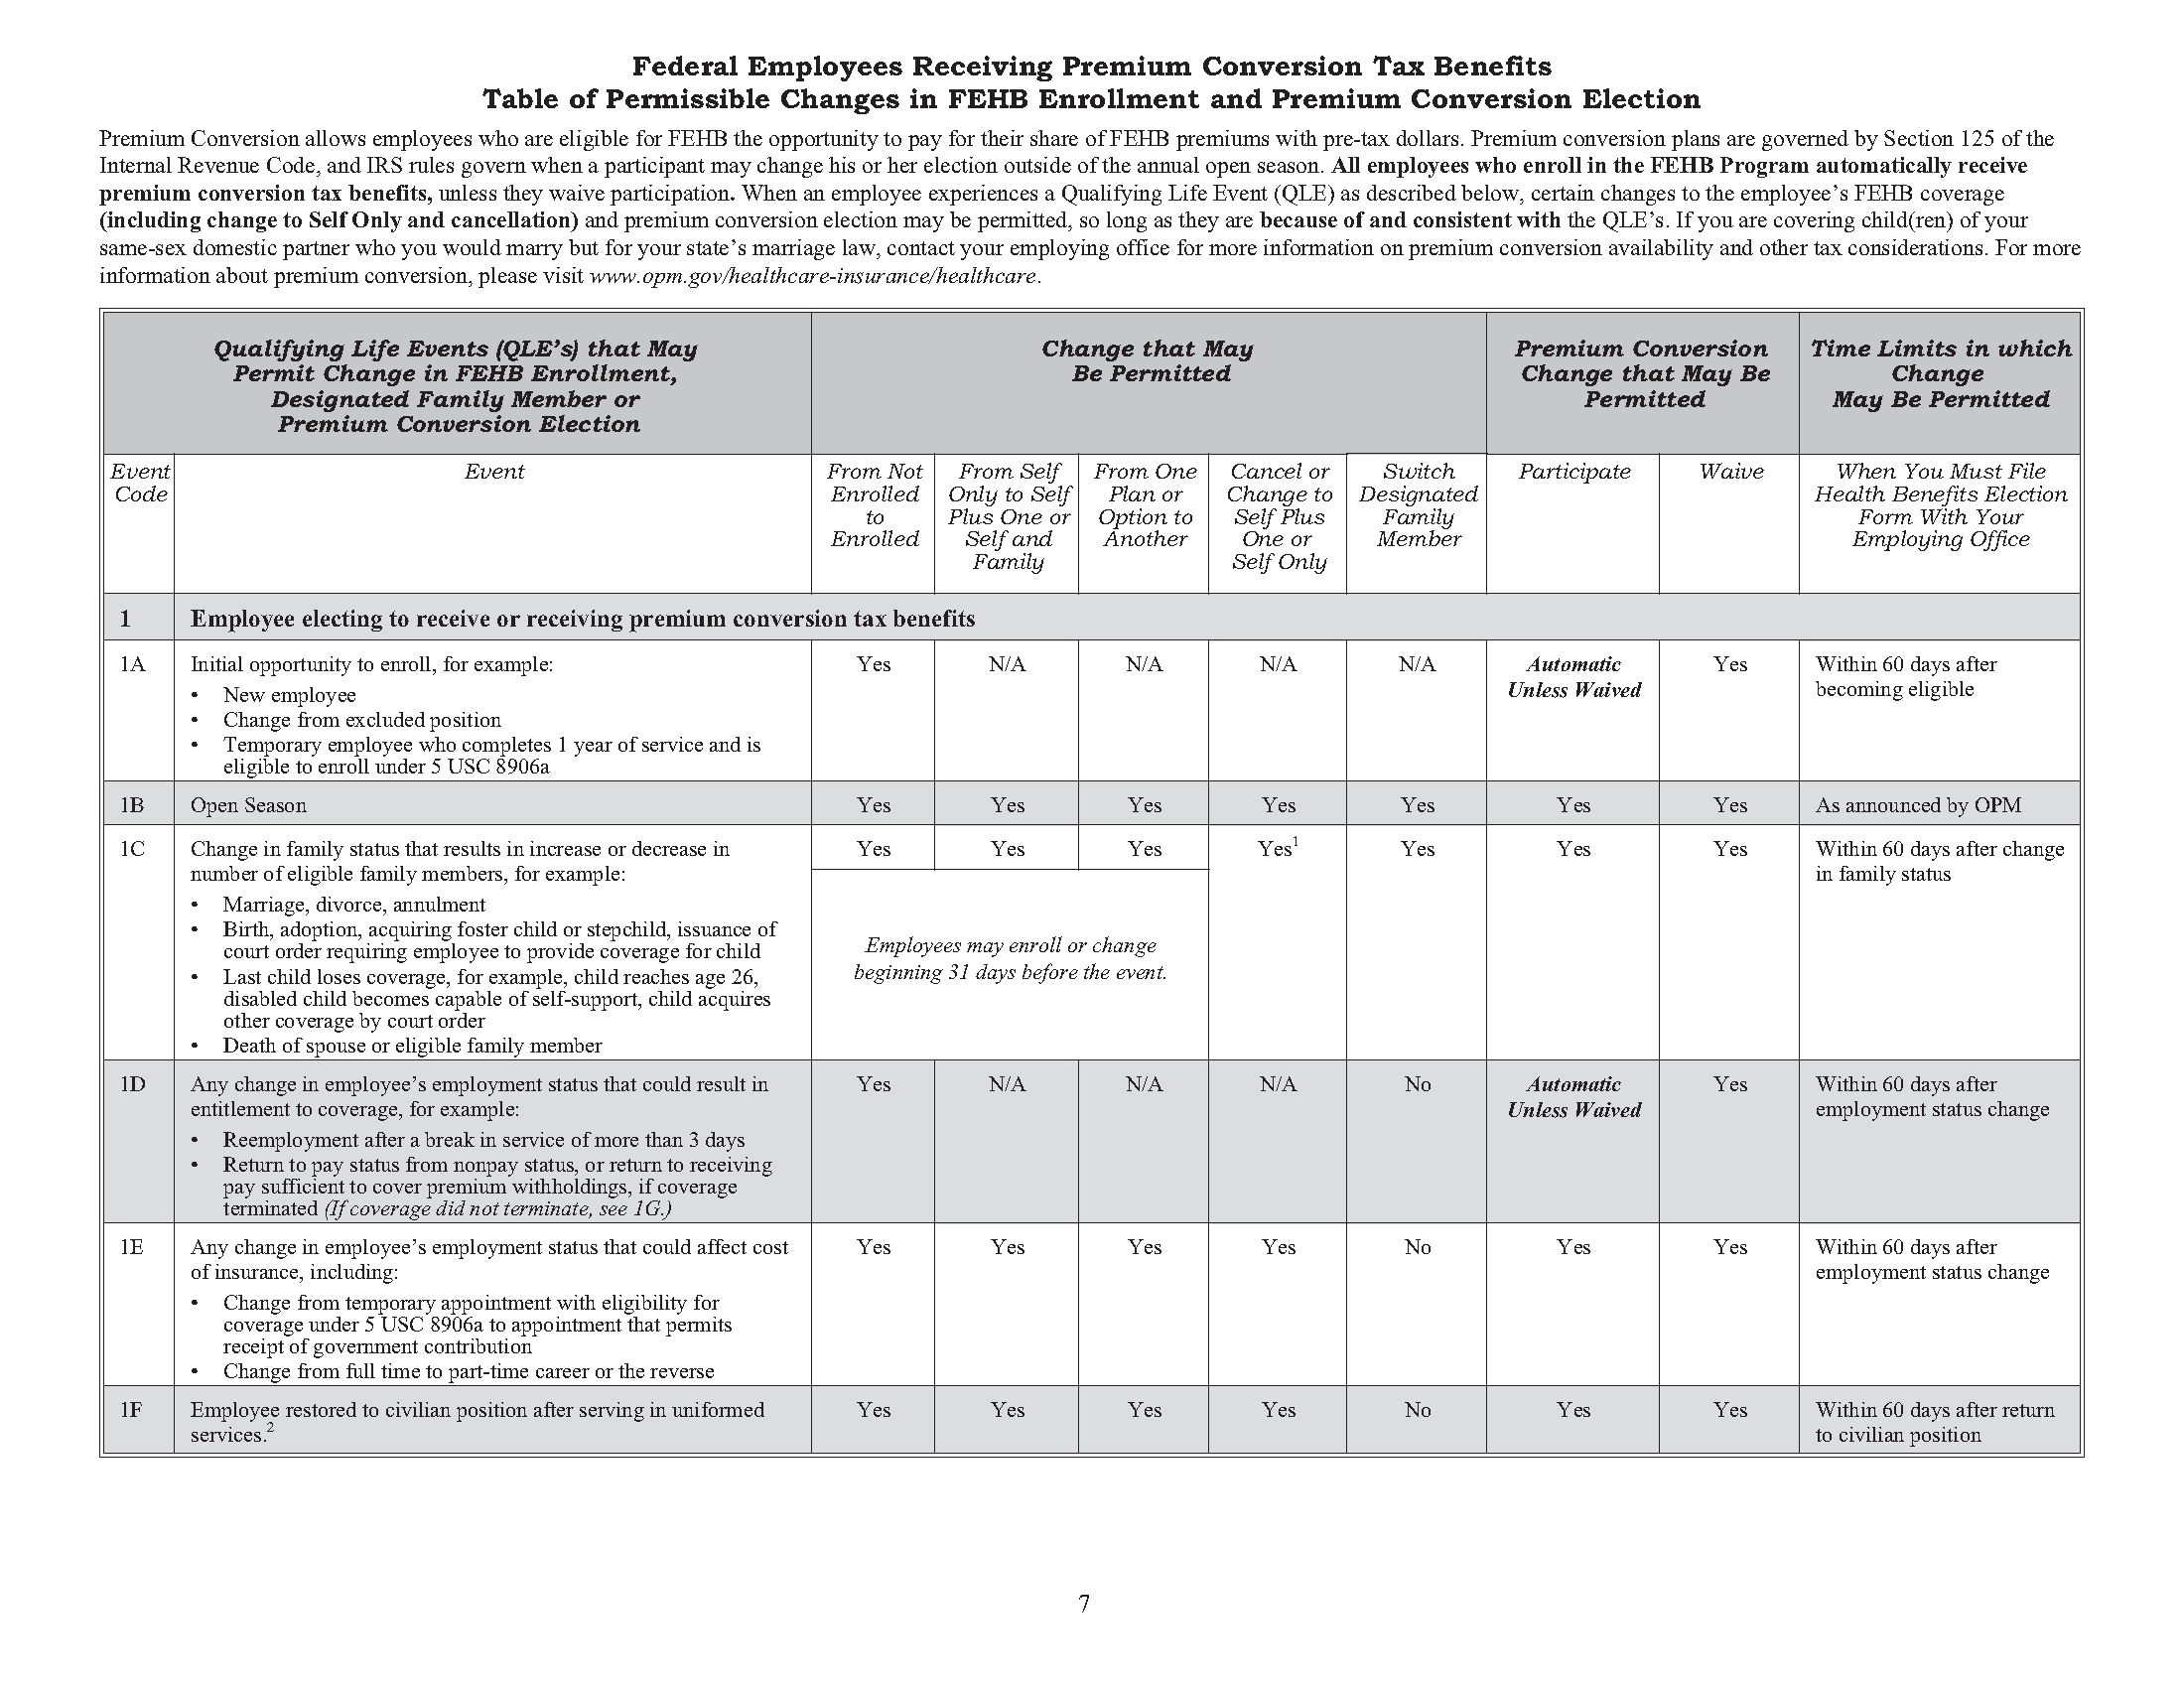 Federal Employees Receiving Premium Conversion Tax Benefits
Table of Permissible Changes in FEHB Enrollment and Premium Conversion Election
Premium Conversion allows employees who are eligible for FEHB the opportunity to pay for their share of FEHB premiums with pre-tax dollars. Premium conversion plans are governed by Section 125 of the
Internal Revenue Code, and IRS rules govern when a participant may change his or her election outside of the annual open season. All employees who enroll in the FEHB Program automatically receive
premium conversion tax benefits, unless they waive participation. When an employee experiences a Qualifying Life Event (QLE) as described below, certain changes to the employee's FEHB coverage
(including change to Self Only and cancellation) and premium conversion election may be permitted, so long as they are because of and consistent with the QLE's. If you are covering child(ren) of your
same-sex domestic partner who you would marry but for your state's marriage law, contact your employing office for more information on premium conversion availability and other tax considerations. For more
information about premium conversion, please visit www.opm.gov/healthcare-insurance/healthcare.
Qualifying Life Events (QLE's) that May
Permit Change in FEHB Enrollment,
Designated Family Member or
Premium Conversion Election
Change that May
Be Permitted
Premium Conversion
Change that May Be
Permitted
Time Limits in which
Change
May Be Permitted
Event
Code
Event
From Not
Enrolled
to
Enrolled
From Self
Only to Self
Plus One or
Self and
Family
From One
Plan or
Option to
Another
Cancel or
Change to
Self Plus
One or
Self Only
Switch
Designated
Family
Member
Participate
Waive
When You Must File
Health Benefits Election
Form With Your
Employing Office
1 Employee electing to receive or receiving premium conversion tax benefits
1A Initial opportunity to enroll, for example:
• New employee
• Change from excluded position
• Temporary employee who completes 1 year of service and is
eligible to enroll under 5 USC 8906a
Yes N/A N/A N/A N/A
Automatic
Unless Waived
Yes
Within 60 days after
becoming eligible
1B Open Season Yes Yes Yes Yes Yes Yes Yes As announced by OPM
1C Change in family status that results in increase or decrease in
number of eligible family members, for example:
• Marriage, divorce, annulment
• Birth, adoption, acquiring foster child or stepchild, issuance of
court order requiring employee to provide coverage for child
• Last child loses coverage, for example, child reaches age 26,
disabled child becomes capable of self-support, child acquires
other coverage by court order
• Death of spouse or eligible family member
Yes Yes Yes Yes1 Yes Yes Yes
Employees may enroll or change
beginning 31 days before the event.
Within 60 days after change
in family status
1D Any change in employee's employment status that could result in
entitlement to coverage, for example:
• Reemployment after a break in service of more than 3 days
• Return to pay status from nonpay status, or return to receiving
pay sufficient to cover premium withholdings, if coverage
terminated (If coverage did not terminate, see 1G.)
Yes N/A N/A N/A No
Automatic
Unless Waived
Yes
Within 60 days after
employment status change
1E Any change in employee's employment status that could affect cost
of insurance, including:
• Change from temporary appointment with eligibility for
coverage under 5 USC 8906a to appointment that permits
receipt of government contribution
• Change from full time to part-time career or the reverse
Yes Yes Yes Yes No Yes Yes
Within 60 days after
employment status change
1F Employee restored to civilian position after serving in uniformed
services.2
Yes Yes Yes Yes No Yes Yes
Within 60 days after return
to civilian position
7